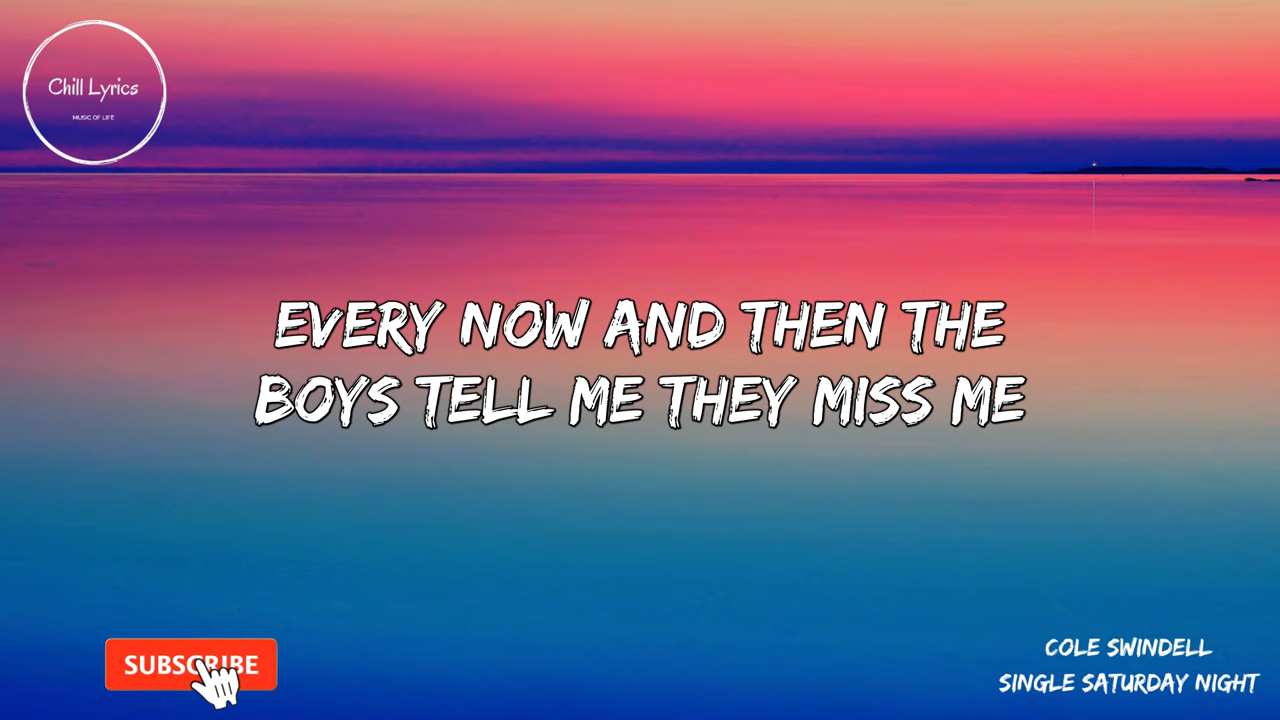 Chill Lyrics
MUSIC OF LIFE
EVERY NOW AND THEN THE
BOYS TELL ME THEY MISS ME
SUBSCRIBE
COLE SWINDELL
SINGLE SATURDAY NIGHT